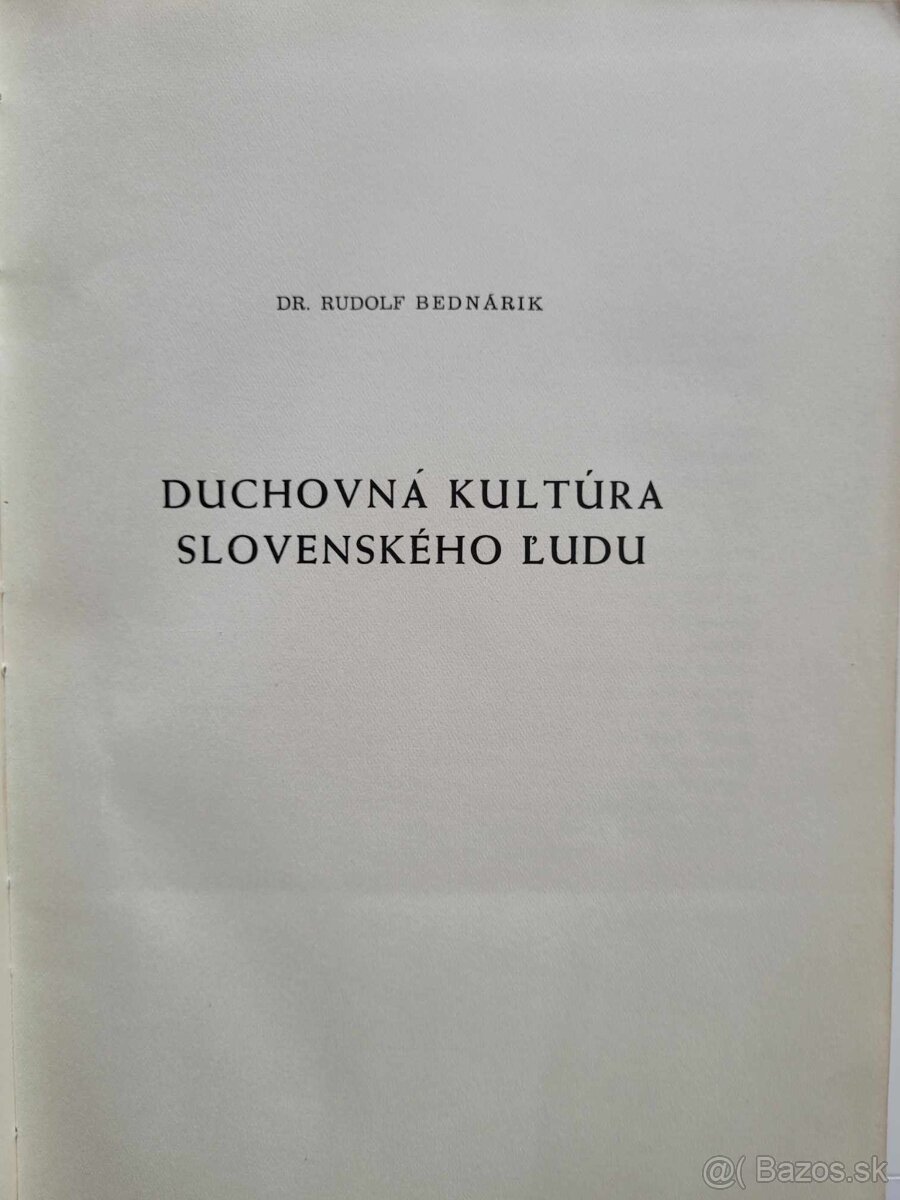 DR. RUDOLF BEDNÁRIK
DUCHOVNÁ KULTÚRA
SLOVENSKÉHO ĽUDU
@( Bazos.sk